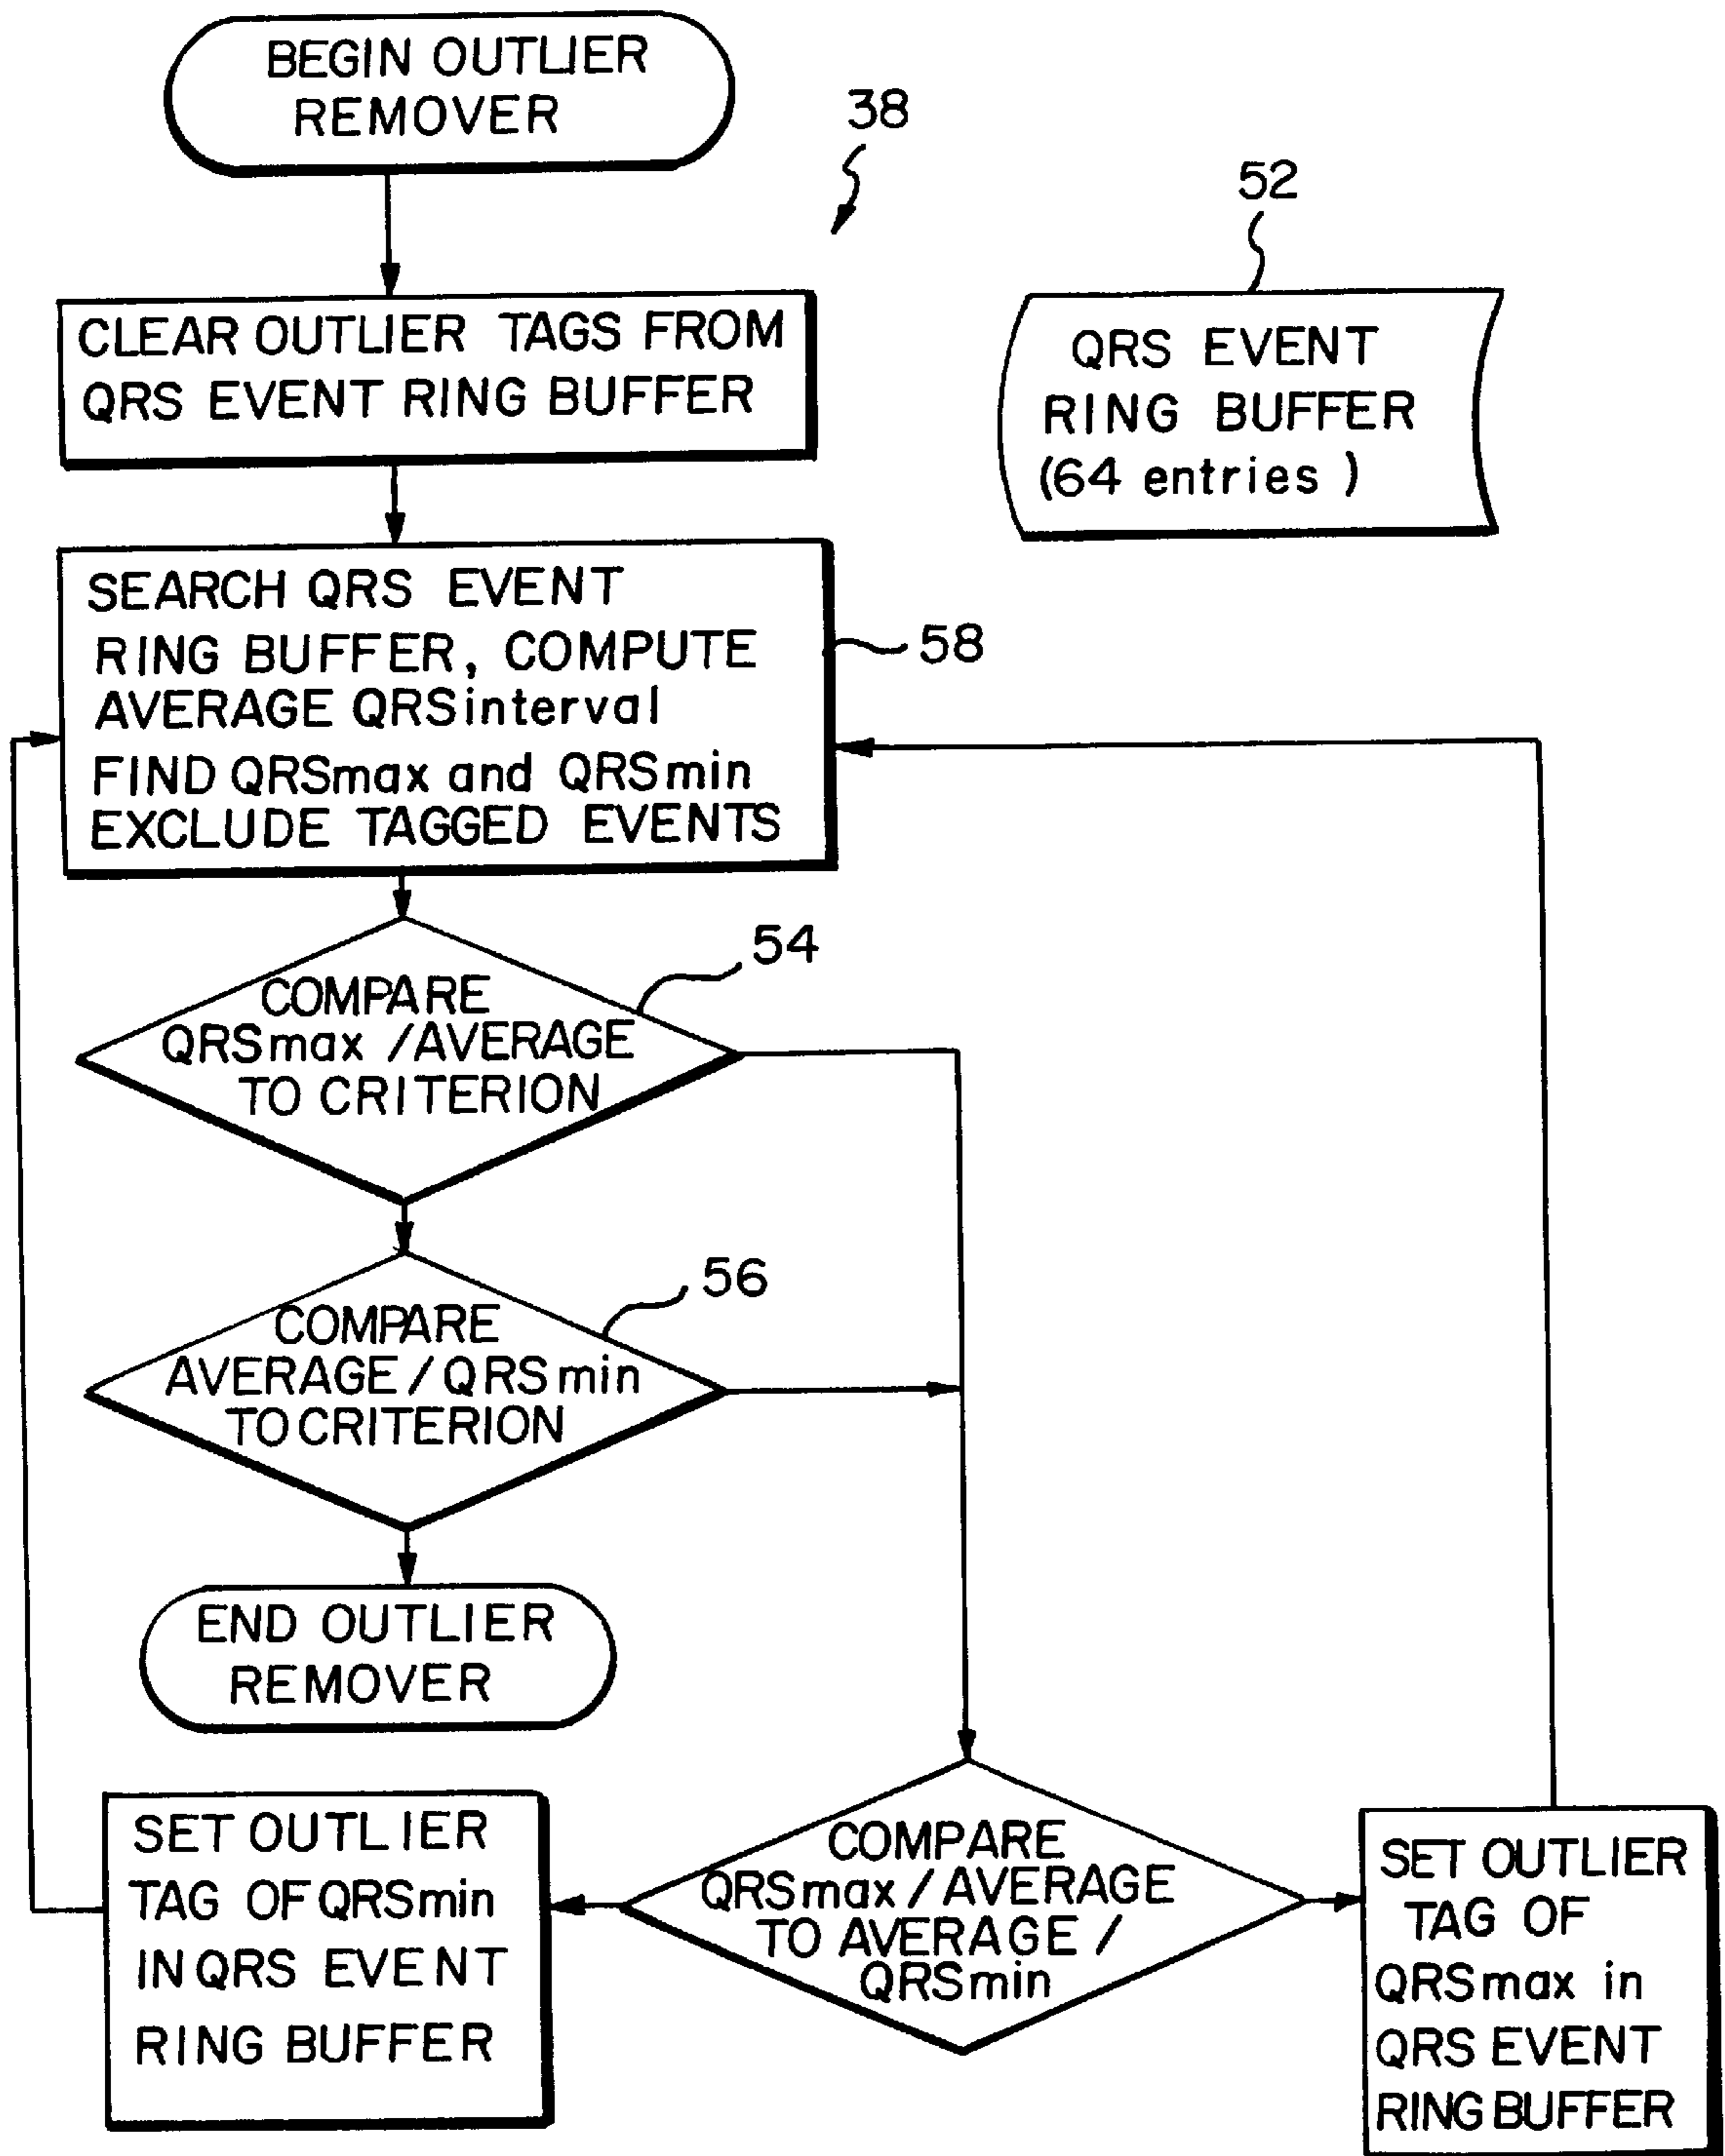 BEGIN OUTLIER
REMOVER
38
52
CLEAR OUTLIER TAGS FROM
QRS EVENT RING BUFFER
QRS EVENT
RING BUFFER
(64 entries )
SEARCH QRS EVENT
RING BUFFER, COMPUTE
AVERAGE QRSinterval
FIND QRSmax and QRSmin
EXCLUDE TAGGED EVENTS
58
54
COMPARE
QRSmax /AVERAGE
TO CRITERION
56
COMPARE
AVERAGE / QRSmin
TO CRITERION
END OUTLIER
REMOVER
SET OUTLIER
TAG OF QRSmin
IN QRS EVENT
RING BUFFER
COMPARE
QRSmax / AVERAGE
TO AVERAGE /
QRSmin
SET OUTLIER
TAG OF
QRSmax in
QRS EVENT
RING BUFFER